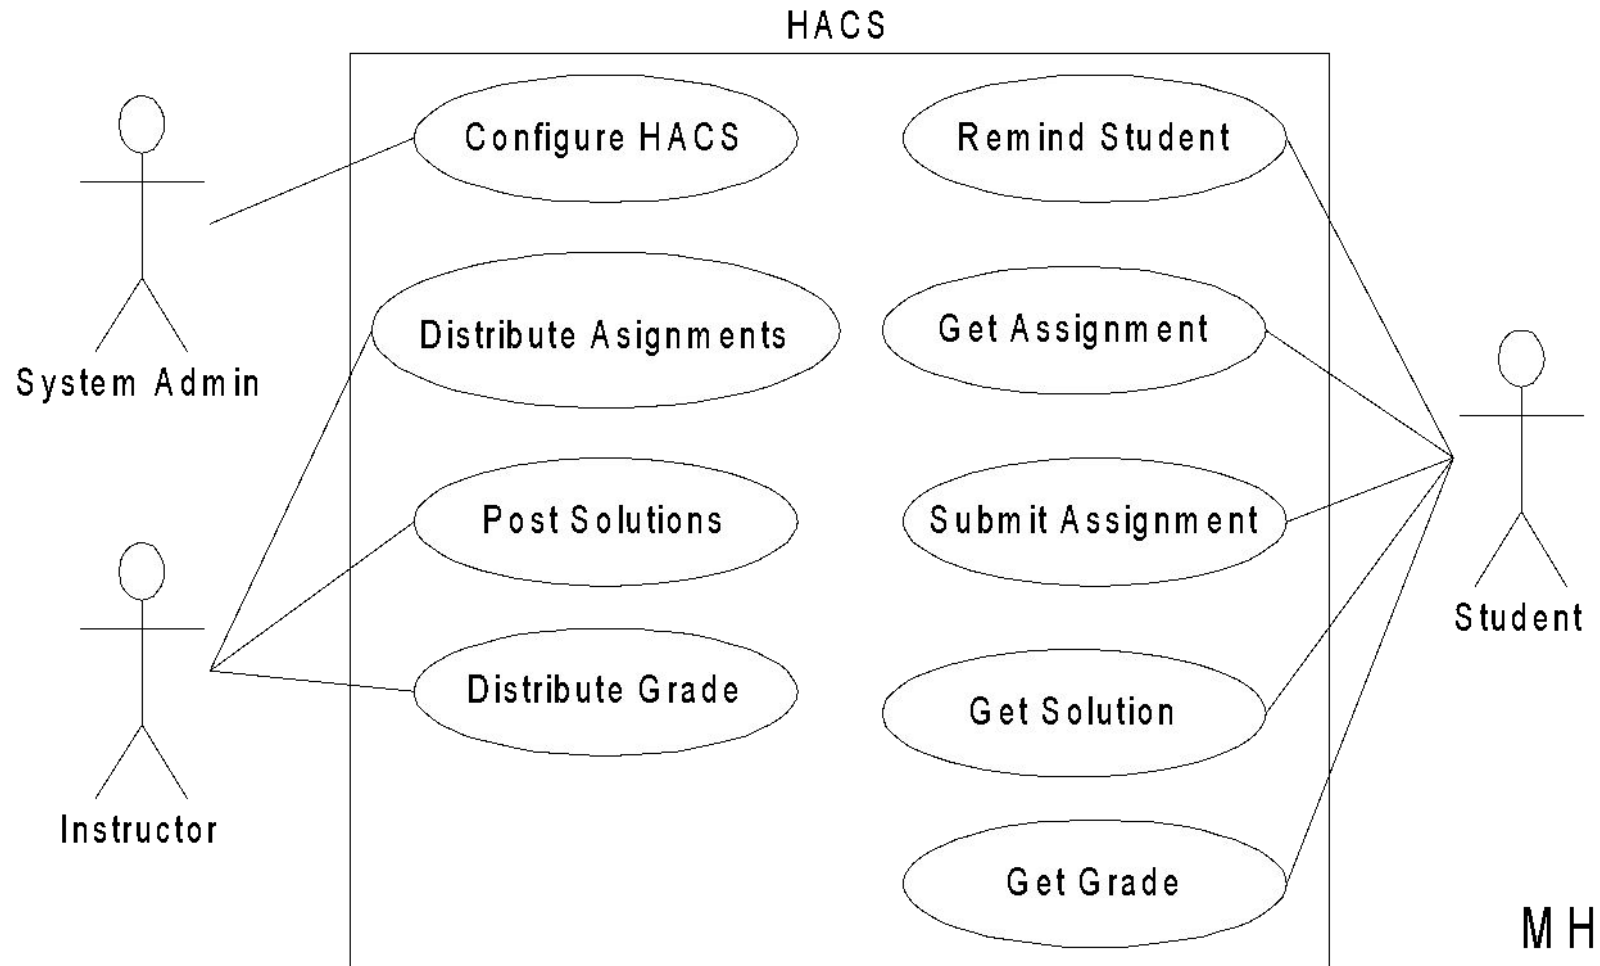 HACS
Configure HACS
Remind Student
Distribute Asignments
Get Assignment
System Admin
Post Solutions
Submit Assignment
Student
Distribute Grade
Get Solution
Instructor
Get Grade
MH